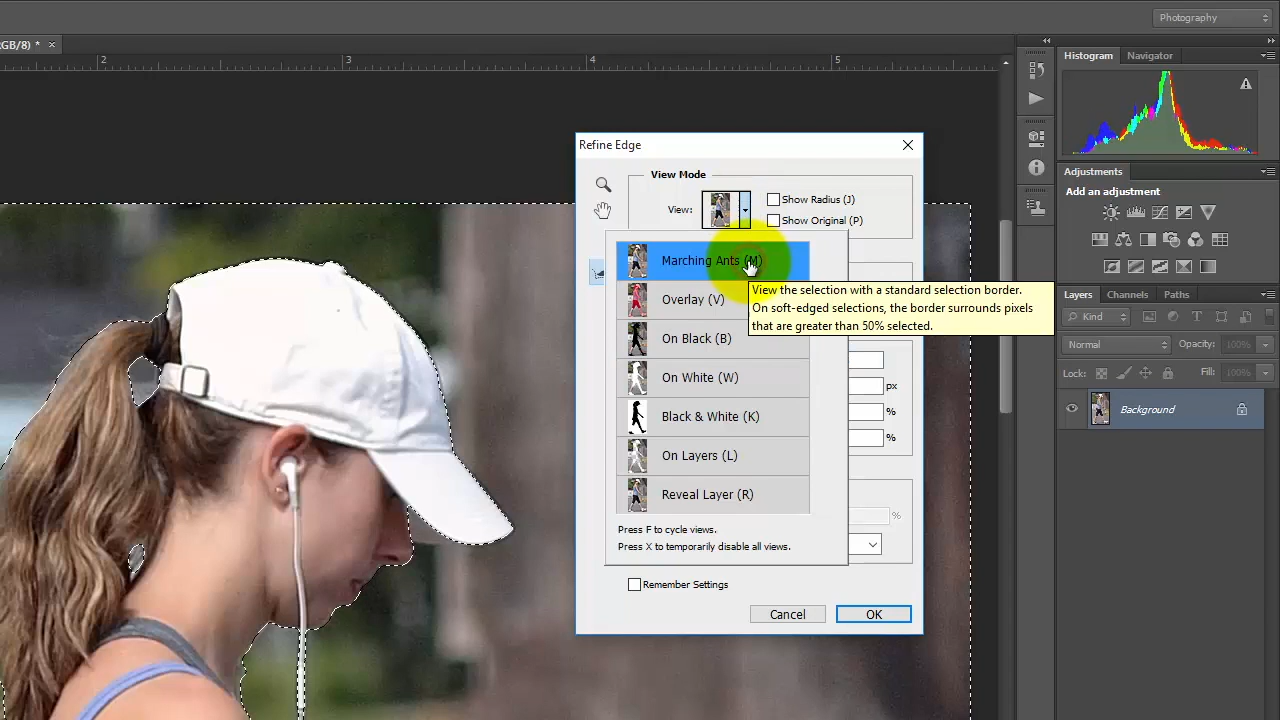 Photography
GB/8) *
2
3
4
5
Histogram
Navigator
Refine Edge
View Mode
View:
Show Radius (J)
Show Original (P)
Marching Ants (M)
Overlay (V)
On Black (B)
On White (W)
Black & White (K)
On Layers (L)
Reveal Layer (R)
View the selection with a standard selection border.
On soft-edged selections, the border surrounds pixels
that are greater than 50% selected.
px
%
%
%
Press F to cycle views.
Press X to temporarily disable all views.
Remember Settings
Cancel
OK
Adjustments
Add an adjustment
Layers
Channels
Paths
Kind
Normal
Opacity:
100%
Lock:
Fill:
100%
Background